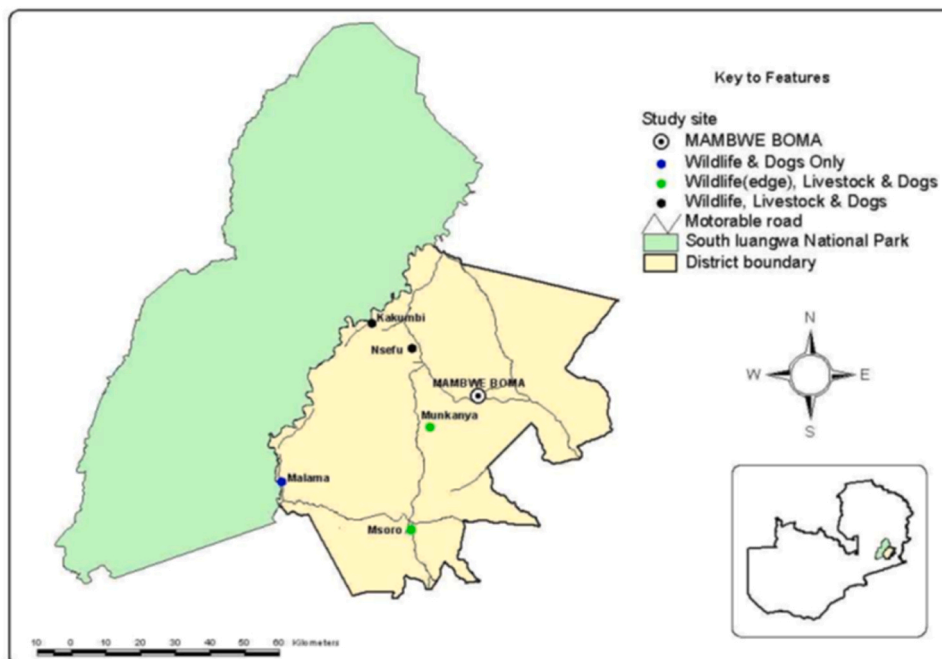 Key to Features
Study site
MAMBWE BOMA
Wildlife & Dogs Only
Wildlife(edge), Livestock & Dogs
Wildlife, Livestock & Dogs
Motorable road
South luangwa National Park
District boundary
Kakumbi
Nsefu
MAMBWE BOMA
Munkanya
Malama
Msoro
N
W E
S
10 0 10 20 30 40 50 60 Kilometers